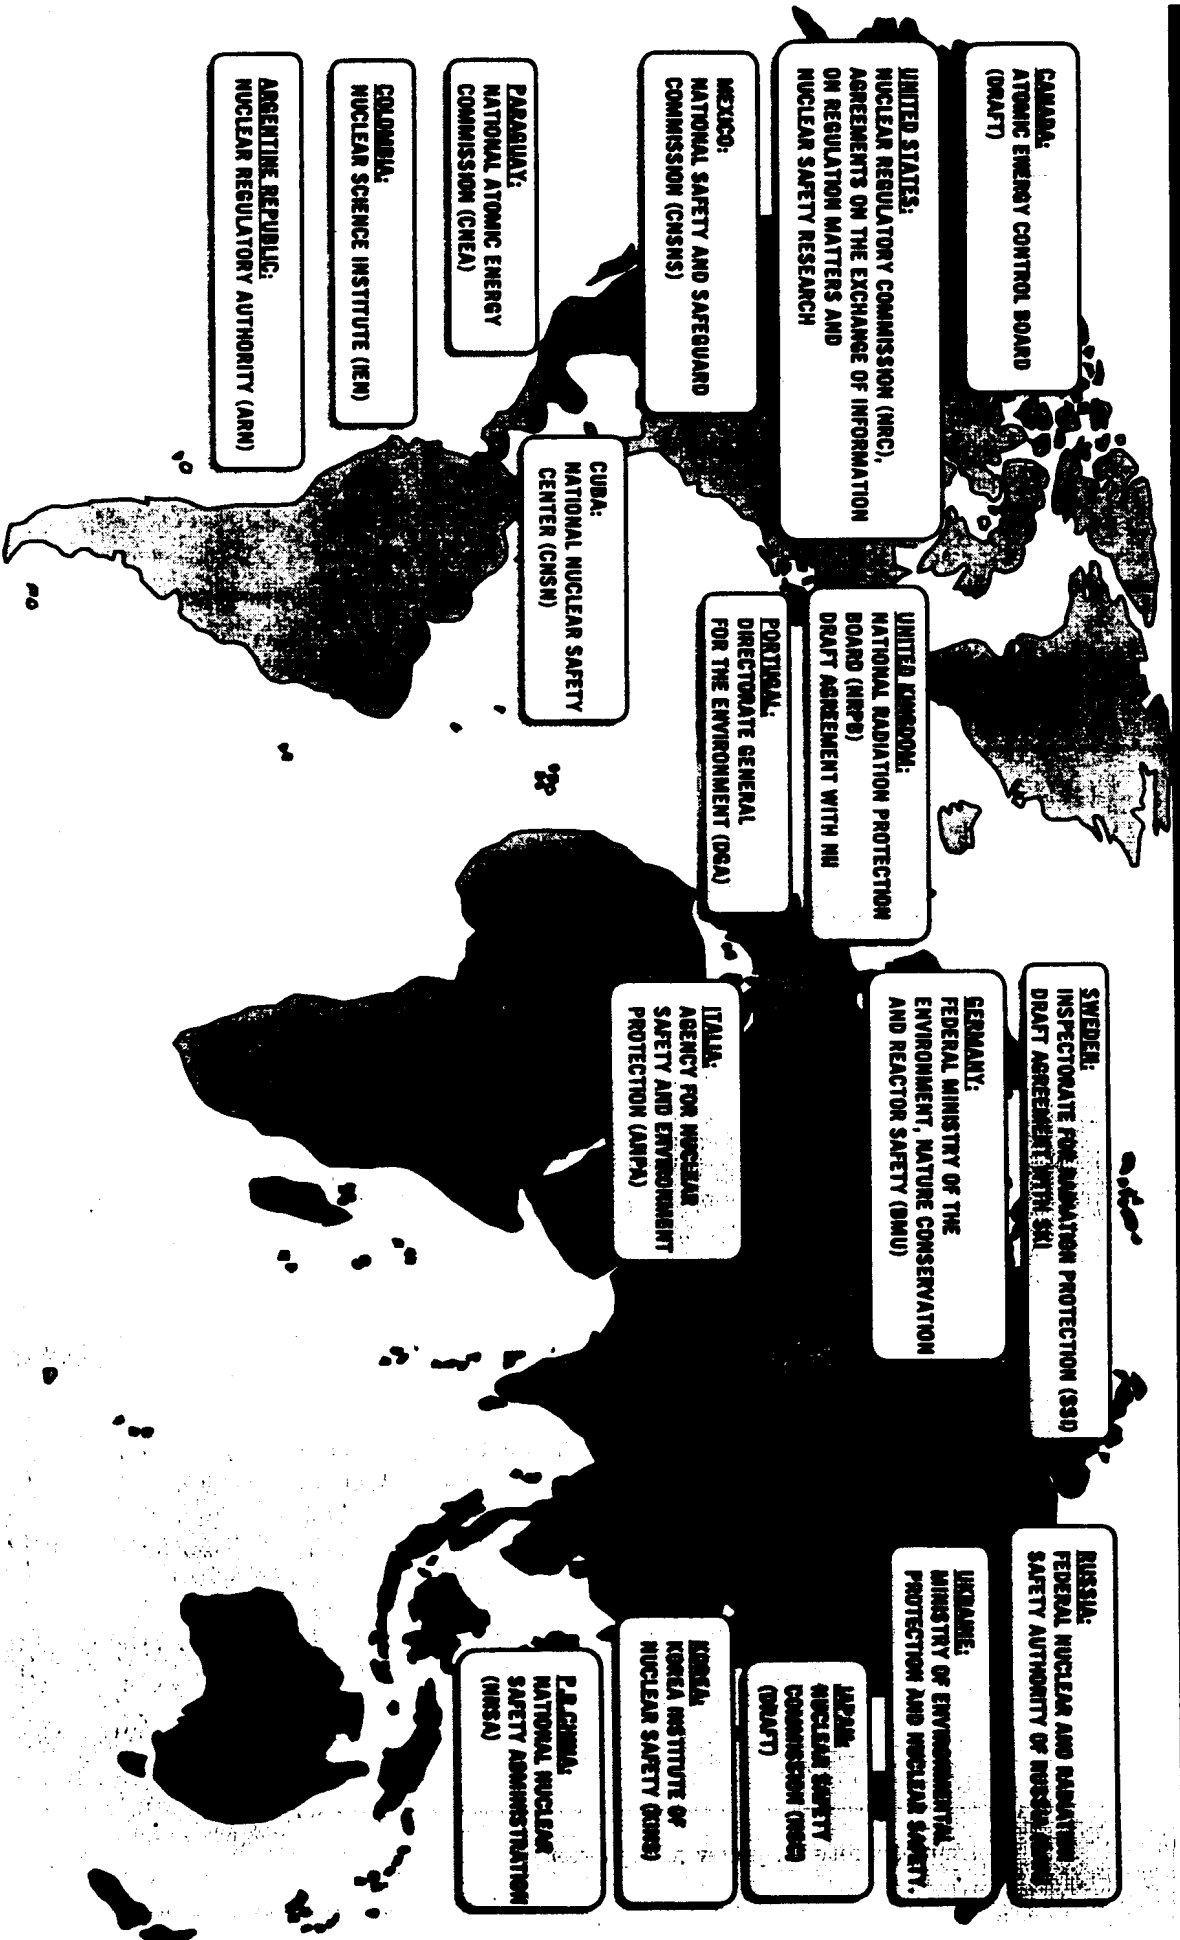 CANADA:
ATOMIC ENERGY CONTROL BOARD
(DRAFT)
UNITED STATES:
NUCLEAR REGULATORY COMMISSION (NRC),
AGREEMENTS ON THE EXCHANGE OF INFORMATION
ON REGULATION MATTERS AND
NUCLEAR SAFETY RESEARCH
MEXICO:
NATIONAL SAFETY AND SAFEGUARD
COMMISSION (CNSNS)
PARAGUAY:
NATIONAL ATOMIC ENERGY
COMMISSION (CNEA)
COLOMBIA:
NUCLEAR SCIENCE INSTITUTE (IEN)
ARGENTINE REPUBLIC:
NUCLEAR REGULATORY AUTHORITY (ARN)
CUBA:
NATIONAL NUCLEAR SAFETY
CENTER (CNSN)
UNITED KINGDOM:
NATIONAL RADIATION PROTECTION
BOARD (NRPB)
DRAFT AGREEMENT WITH NII
PORTUGAL:
DIRECTORATE GENERAL
FOR THE ENVIRONMENT (DGA)
SWEDEN:
INSPECTORATE FOR RADIATION PROTECTION (SSI)
DRAFT AGREEMENT WITH SKI
GERMANY:
FEDERAL MINISTRY OF THE
ENVIRONMENT, NATURE CONSERVATION
AND REACTOR SAFETY (BMU)
ITALIA:
AGENCY FOR NUCLEAR
SAFETY AND ENVIRONMENT
PROTECTION (ANPA)
RUSSIA:
FEDERAL NUCLEAR AND RADIATION
SAFETY AUTHORITY OF RUSSIA
UKRAINE:
MINISTRY OF ENVIRONMENTAL
PROTECTION AND NUCLEAR SAFETY.
JAPAN:
NUCLEAR SAFETY
COMMISSION (NSC)
(DRAFT)
KOREA:
KOREA INSTITUTE OF
NUCLEAR SAFETY (KINS)
P.R.CHINA:
NATIONAL NUCLEAR
SAFETY ADMINISTRATION
(NNSA)